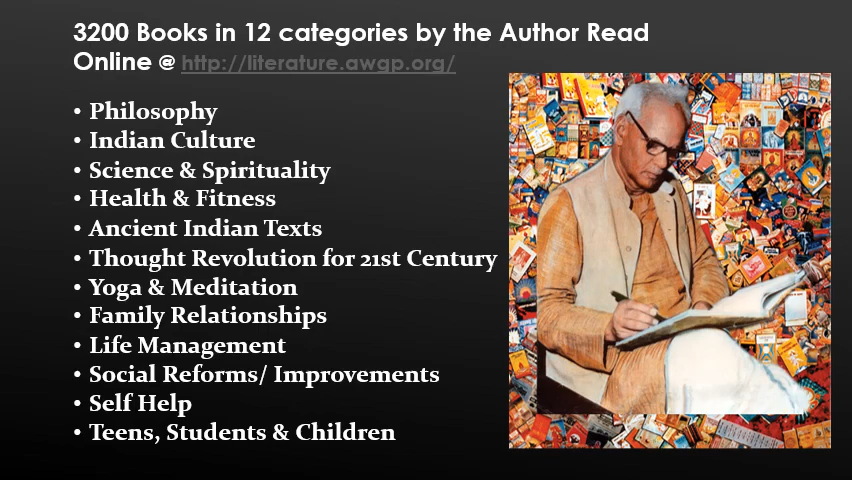 3200 Books in 12 categories by the Author Read
Online @ http://literature.awgp.org/
• Philosophy
• Indian Culture
• Science & Spirituality
• Health & Fitness
• Ancient Indian Texts
• Thought Revolution for 21st Century
• Yoga & Meditation
• Family Relationships
• Life Management
• Social Reforms/ Improvements
• Self Help
• Teens, Students & Children